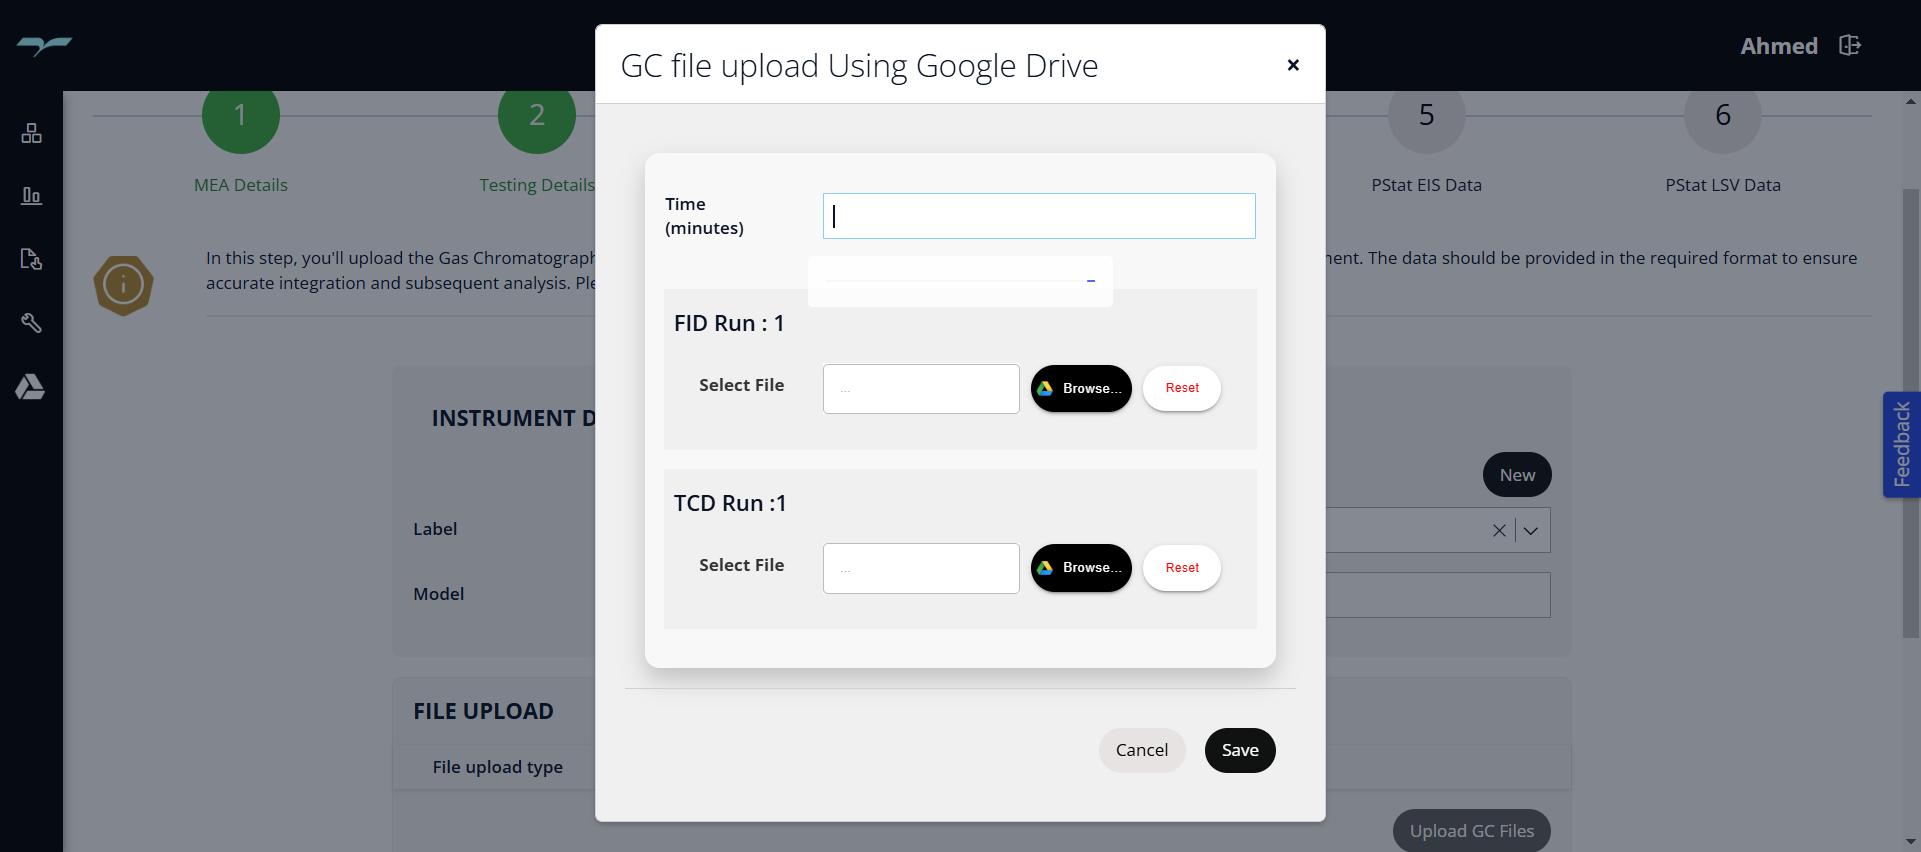 Ahmed
GC file upload Using Google Drive
1
2
5
6
MEA Details
Testing Details
PStat EIS Data
PStat LSV Data
In this step, you'll upload the Gas
ent. The data should be provided in the required format to ensure
accurate integration and subsequent analysis.
Time
(minutes)
FID Run : 1
Select File
...
Browse...
Reset
TCD Run :1
Select File
...
Browse...
Reset
Cancel
Save
INSTRUMENT D
New
Label
Model
FILE UPLOAD
File upload type
Upload GC Files
Feedback